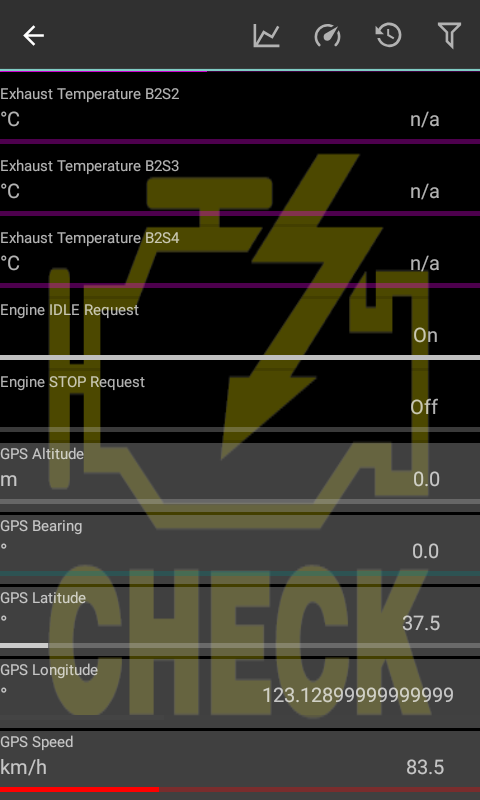 Exhaust Temperature B2S2
°C n/a
Exhaust Temperature B2S3
°C n/a
Exhaust Temperature B2S4
°C n/a
Engine IDLE Request
On
Engine STOP Request
Off
GPS Altitude
m 0.0
GPS Bearing
° 0.0
GPS Latitude
° 37.5
GPS Longitude
° 123.12899999999999
GPS Speed
km/h 83.5
CHECK